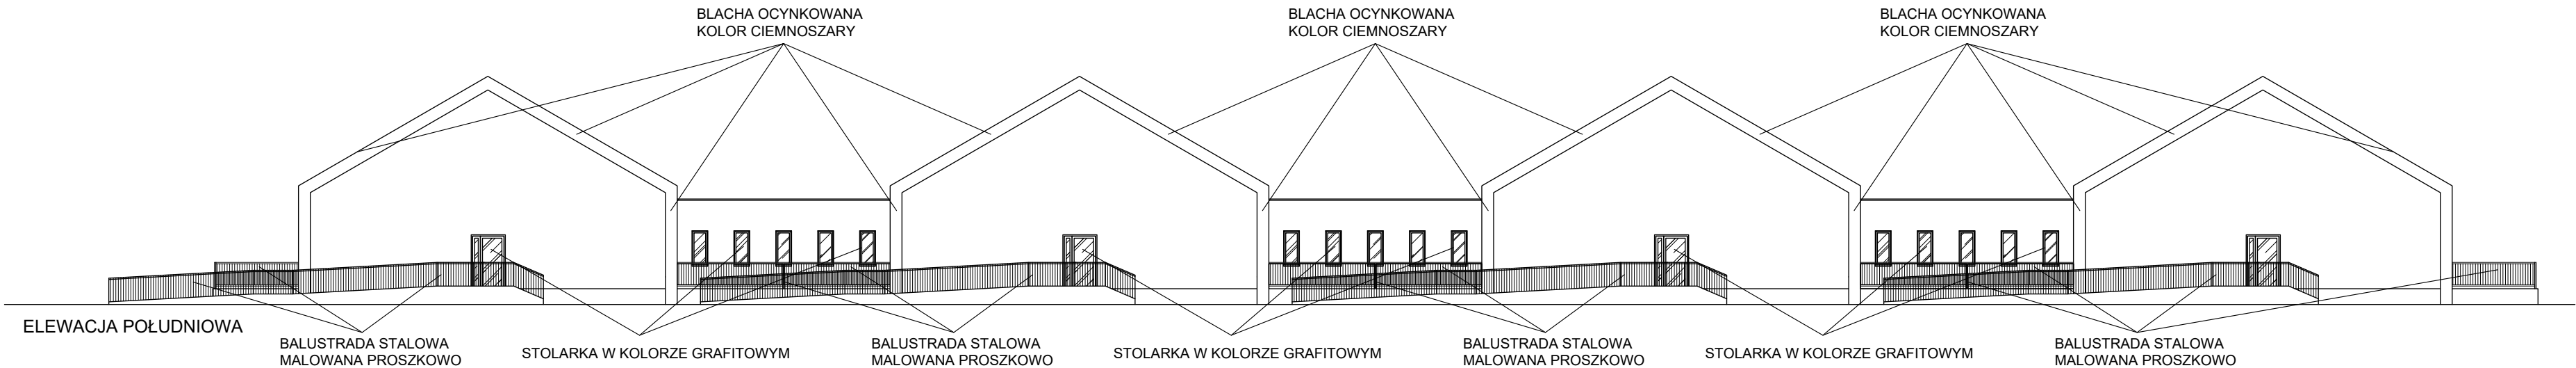 BLACHA OCYNKOWANA
KOLOR CIEMNOSZARY
BLACHA OCYNKOWANA
KOLOR CIEMNOSZARY
BLACHA OCYNKOWANA
KOLOR CIEMNOSZARY
ELEWACJA POŁUDNIOWA
BALUSTRADA STALOWA
MALOWANA PROSZKOWO
STOLARKA W KOLORZE GRAFITOWYM
BALUSTRADA STALOWA
MALOWANA PROSZKOWO
STOLARKA W KOLORZE GRAFITOWYM
BALUSTRADA STALOWA
MALOWANA PROSZKOWO
STOLARKA W KOLORZE GRAFITOWYM
BALUSTRADA STALOWA
MALOWANA PROSZKOWO